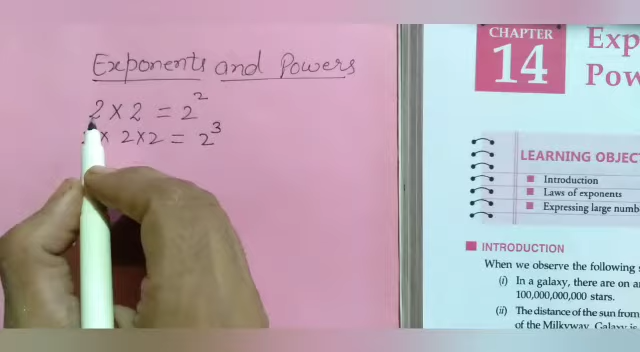 Exponents and Powers
2 × 2 = 2²
× 2×2 = 2³
CHAPTER
14
Exp
Pow
LEARNING OBJEC
Introduction
Laws of exponents
Expressing large numb
INTRODUCTION
When we observe the following
(i) In a galaxy, there are on a
100,000,000,000 stars.
(ii) The distance of the sun from
of the Milkyway Galaxy is